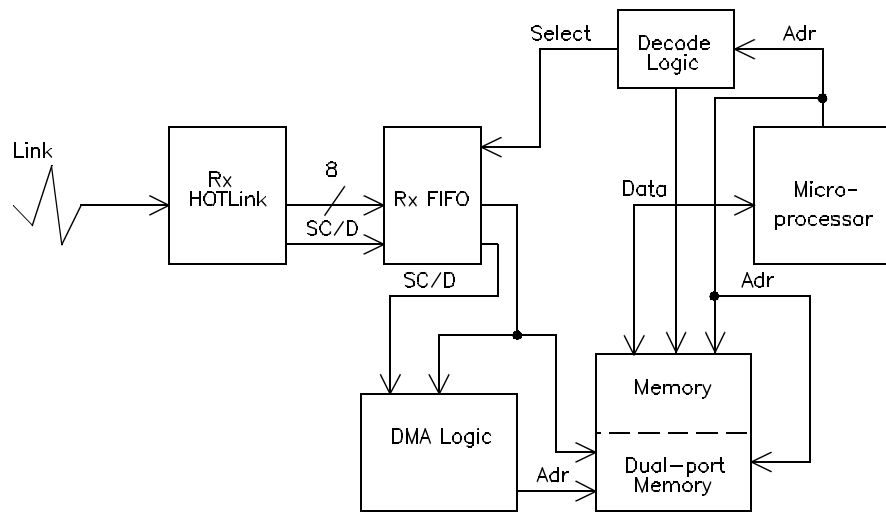 Select
Decode
Logic
Adr
Link
Rx
HOTLink
8
SC/D
Rx FIFO
Data
Micro-
processor
SC/D
Adr
Memory
DMA Logic
Dual-port
Memory
Adr